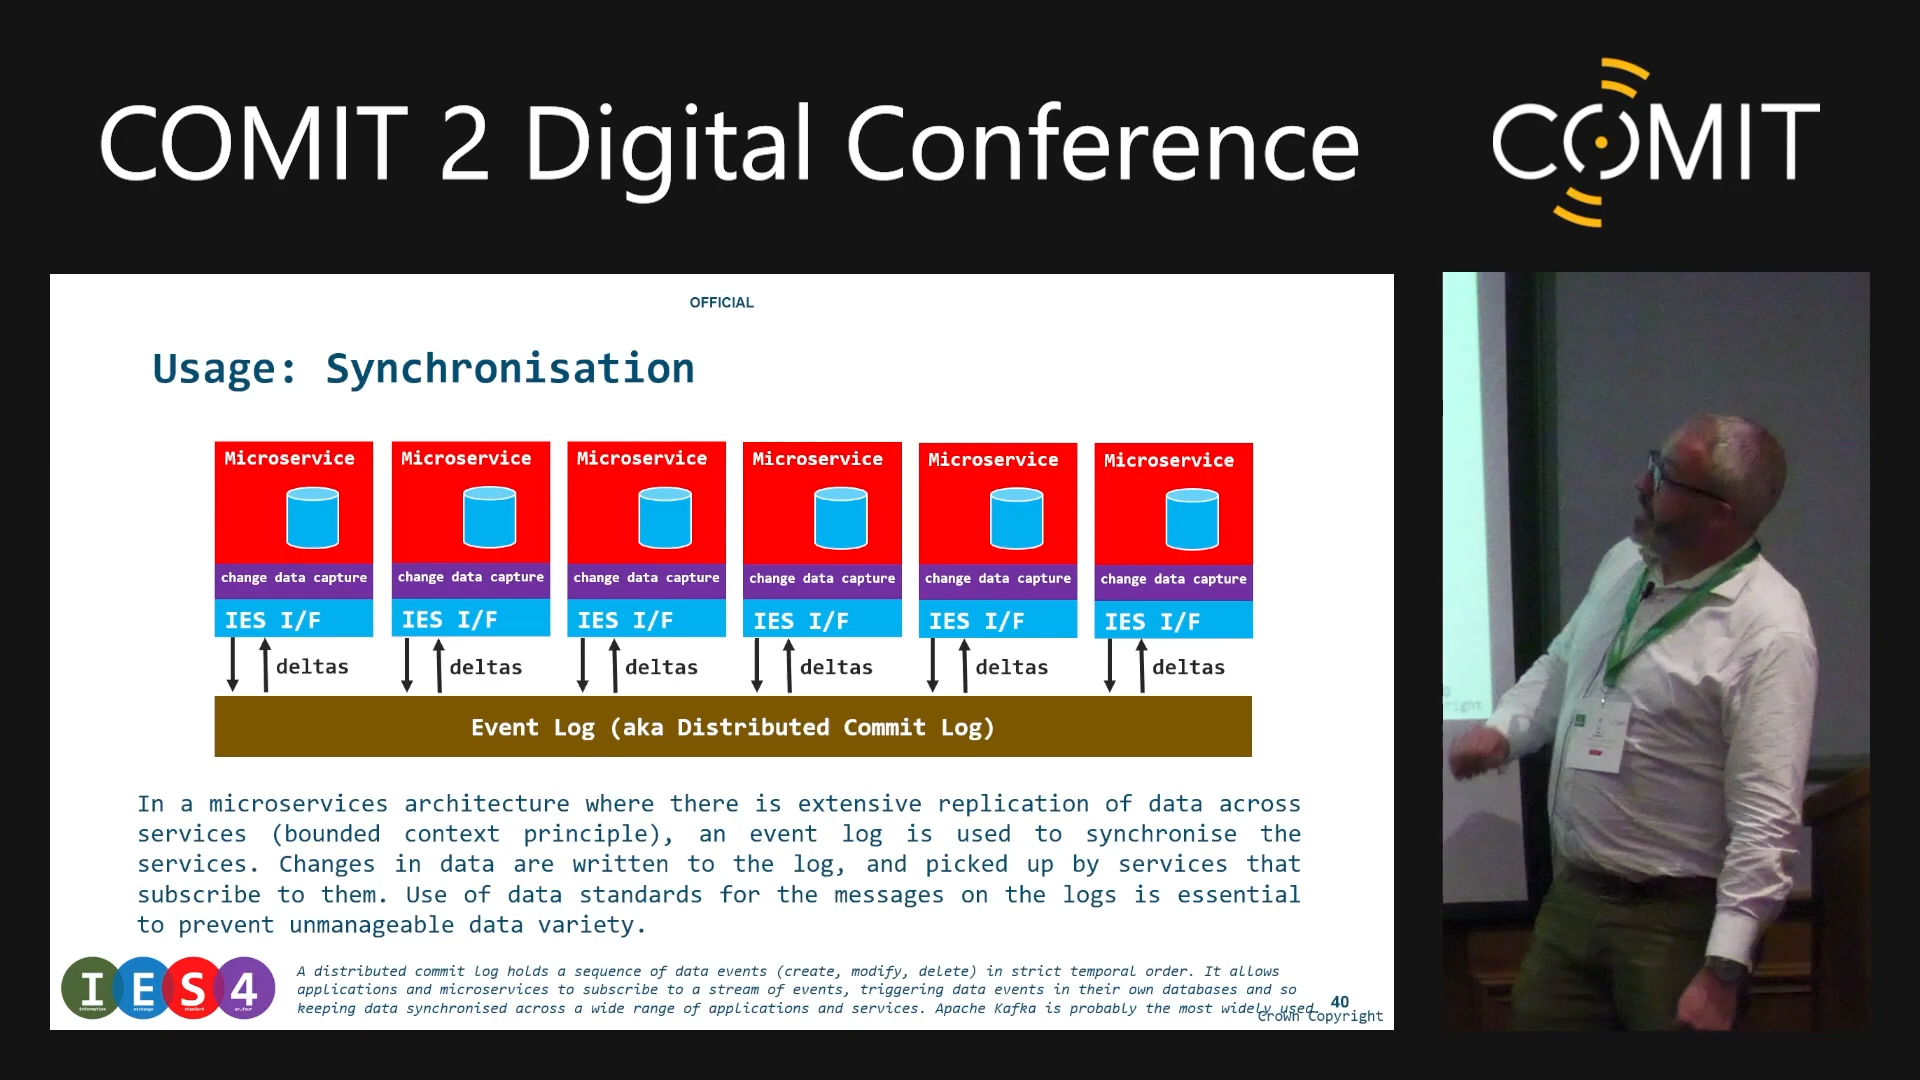 COMIT 2 Digital Conference
COMIT
OFFICIAL
Usage: Synchronisation
Microservice Microservice Microservice Microservice Microservice Microservice
change data capture change data capture change data capture change data capture change data capture change data capture
IES I/F IES I/F IES I/F IES I/F IES I/F IES I/F
deltas deltas deltas deltas deltas deltas
Event Log (aka Distributed Commit Log)
In a microservices architecture where there is extensive replication of data across
services (bounded context principle), an event log is used to synchronise the
services. Changes in data are written to the log, and picked up by services that
subscribe to them. Use of data standards for the messages on the logs is essential
to prevent unmanageable data variety.
IES4
A distributed commit log holds a sequence of data events (create, modify, delete) in strict temporal order. It allows
applications and microservices to subscribe to a stream of events, triggering data events in their own databases and so
keeping data synchronised across a wide range of applications and services. Apache Kafka is probably the most widely used.
40
Crown Copyright